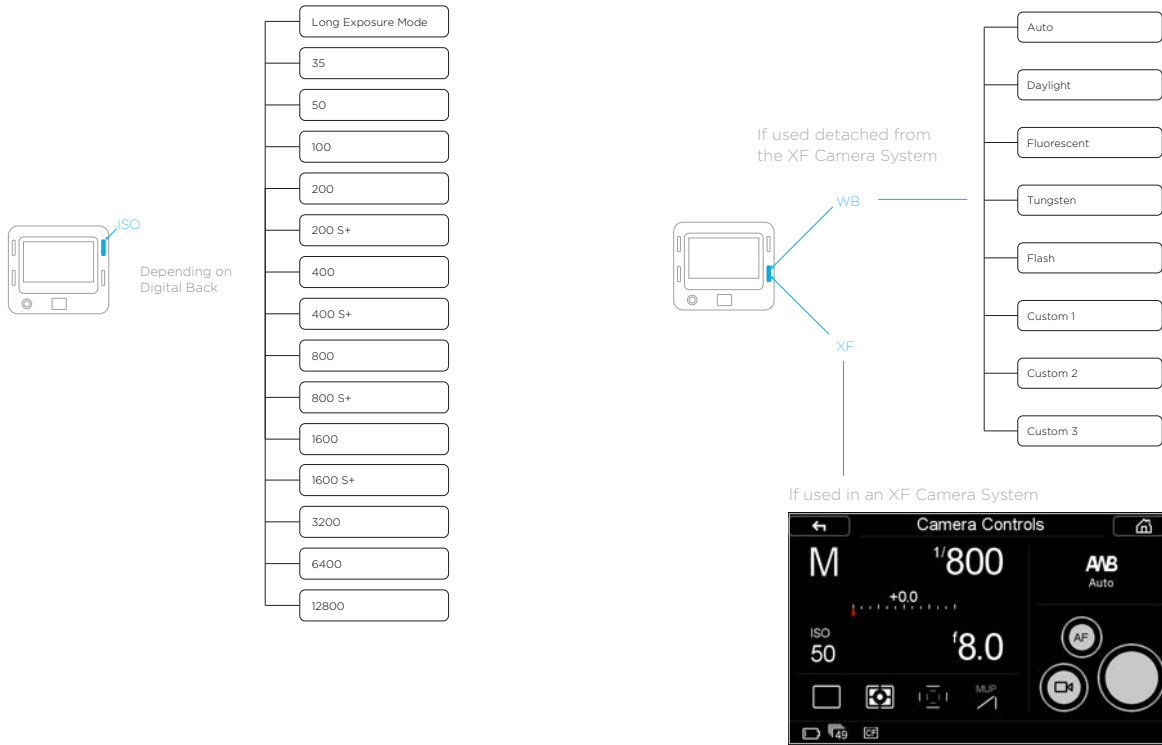 ISO
Depending on
Digital Back
Long Exposure Mode
35
50
100
200
200 S+
400
400 S+
800
800 S+
1600
1600 S+
3200
6400
12800
If used detached from
the XF Camera System
WB
XF
Auto
Daylight
Fluorescent
Tungsten
Flash
Custom 1
Custom 2
Custom 3
If used in an XF Camera System
Camera Controls
M
1/800
AWB
Auto
+0.0
ISO
50
f8.0
AF
MUP
49
CF